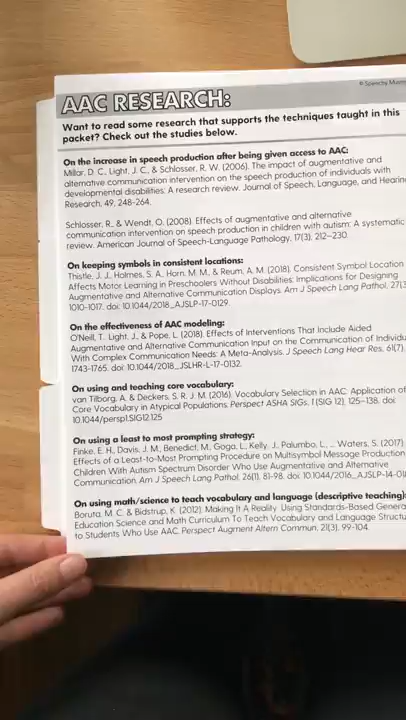 © Speechy Musin
AAC RESEARCH:
Want to read some research that supports the techniques taught in this
packet? Check out the studies below.
On the increase in speech production after being given access to AAC:
Millar, D. C., Light, J. C., & Schlosser, R. W. (2006). The impact of augmentative and
alternative communication intervention on the speech production of individuals with
developmental disabilities: A research review. Journal of Speech, Language, and Hearin
Research, 49, 248-264.
Schlosser, R., & Wendt, O. (2008). Effects of augmentative and alternative
communication intervention on speech production in children with autism: A systematic
review. American Journal of Speech-Language Pathology, 17(3), 212–230.
On keeping symbols in consistent locations:
Thistle, J. J., Holmes, S. A., Horn, M. M., & Reum, A. M. (2018). Consistent Symbol Location
Affects Motor Learning in Preschoolers Without Disabilities: Implications for Designing
Augmentative and Alternative Communication Displays. Am J Speech Lang Pathol, 27(3
1010-1017. doi: 10.1044/2018_AJSLP-17-0129.
On the effectiveness of AAC modeling:
O'Neill, T., Light, J., & Pope, L. (2018). Effects of Interventions That Include Aided
Augmentative and Alternative Communication Input on the Communication of Individu
With Complex Communication Needs: A Meta-Analysis. J Speech Lang Hear Res, 61(7),
1743-1765. doi: 10.1044/2018_JSLHR-L-17-0132.
On using and teaching core vocabulary:
van Tilborg, A. & Deckers, S. R. J. M. (2016). Vocabulary Selection in AAC: Application of
Core Vocabulary in Atypical Populations. Perspect ASHA SIGs, 1 (SIG 12), 125–138. doi:
10.1044/persp1.SIG12.125
On using a least to most prompting strategy:
Finke, E. H., Davis, J. M., Benedict, M., Goga, L., Kelly, J., Palumbo, L., ... Waters, S. (2017)
Effects of a Least-to-Most Prompting Procedure on Multisymbol Message Production
Children With Autism Spectrum Disorder Who Use Augmentative and Alternative
Communication. Am J Speech Lang Pathol, 26(1), 81-98. doi: 10.1044/2016_AJSLP-14-01
On using math/science to teach vocabulary and language (descriptive teaching):
Boruta, M. C. & Bidstrup, K. (2012). Making It A Reality: Using Standards-Based Genera
Education Science and Math Curriculum To Teach Vocabulary and Language Structu
to Students Who Use AAC. Perspect Augment Altern Commun, 21(3), 99-104.